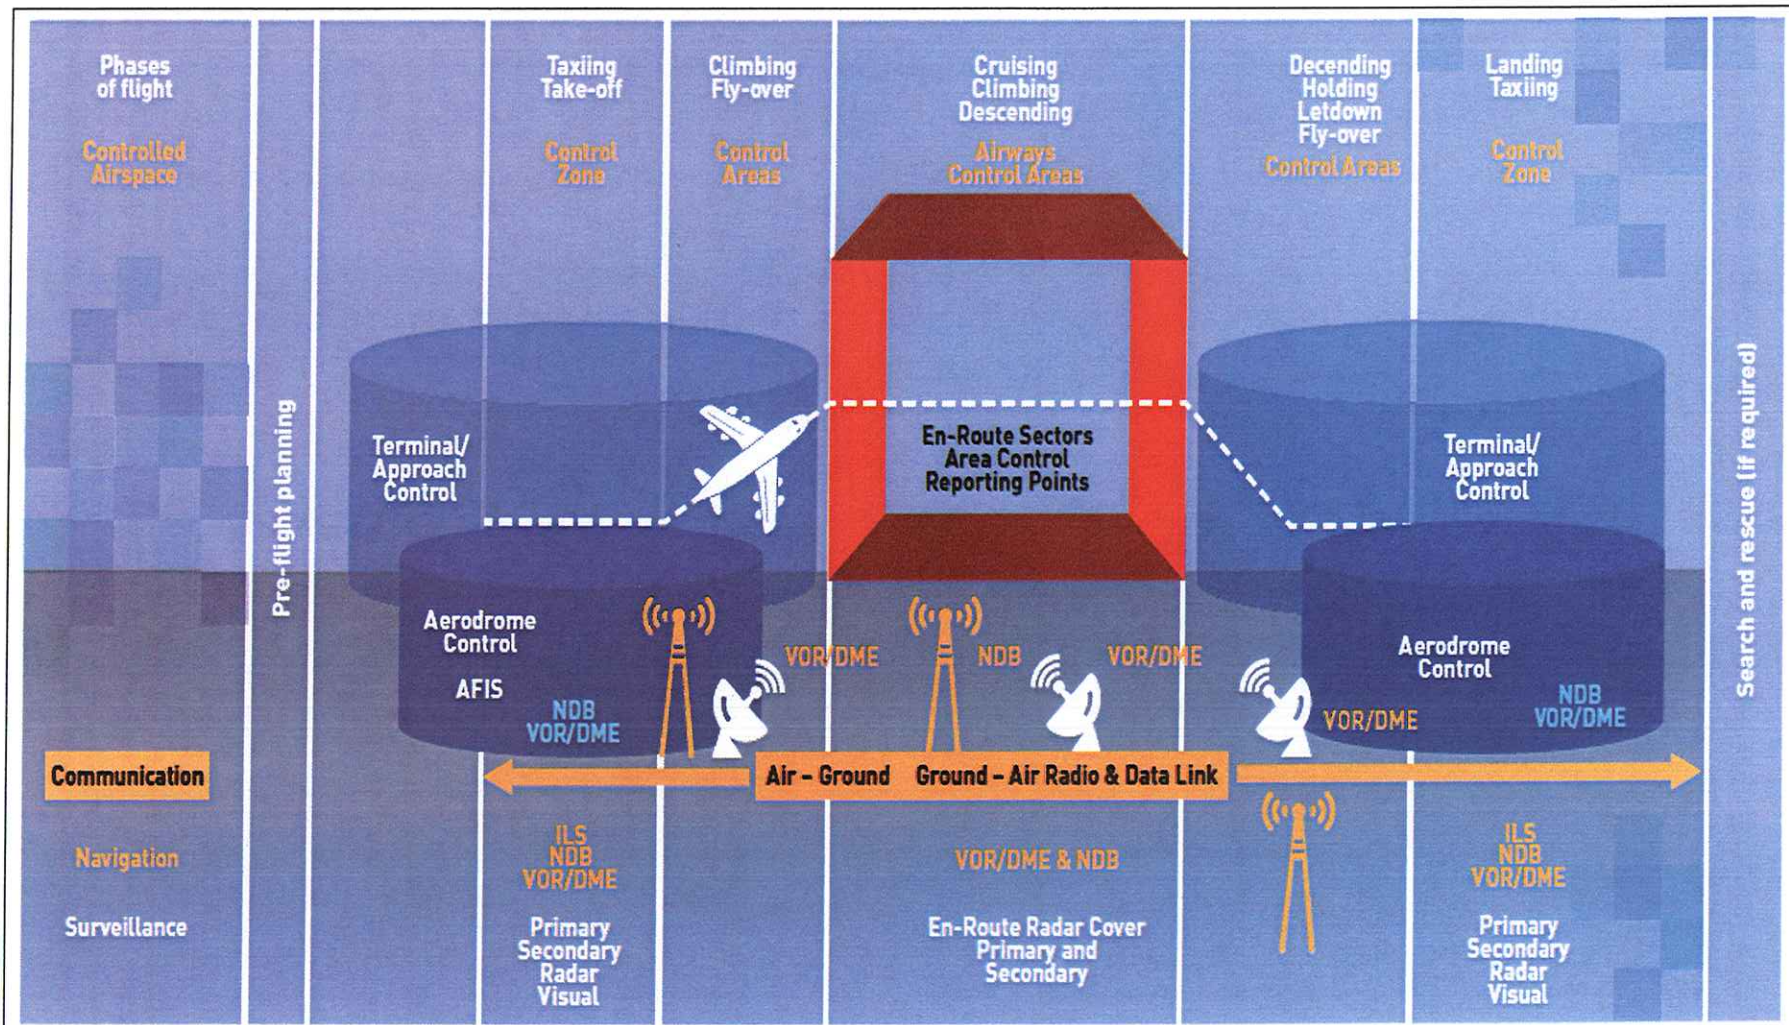 Phases
of flight
Controlled
Airspace
Pre-flight planning
Taxiing
Take-off
Control
Zone
Climbing
Fly-over
Control
Areas
Cruising
Climbing
Descending
Airways
Control Areas
Decending
Holding
Letdown
Fly-over
Control Areas
Landing
Taxiing
Control
Zone
Search and rescue (if required)
Terminal/
Approach
Control
En-Route Sectors
Area Control
Reporting Points
Terminal/
Approach
Control
Aerodrome
Control
AFIS
NDB
VOR/DME
VOR/DME
NDB
VOR/DME
VOR/DME
Aerodrome
Control
NDB
VOR/DME
Communication
Air – Ground Ground – Air Radio & Data Link
Navigation
ILS
NDB
VOR/DME
VOR/DME & NDB
ILS
NDB
VOR/DME
Surveillance
Primary
Secondary
Radar
Visual
En-Route Radar Cover
Primary and
Secondary
Primary
Secondary
Radar
Visual